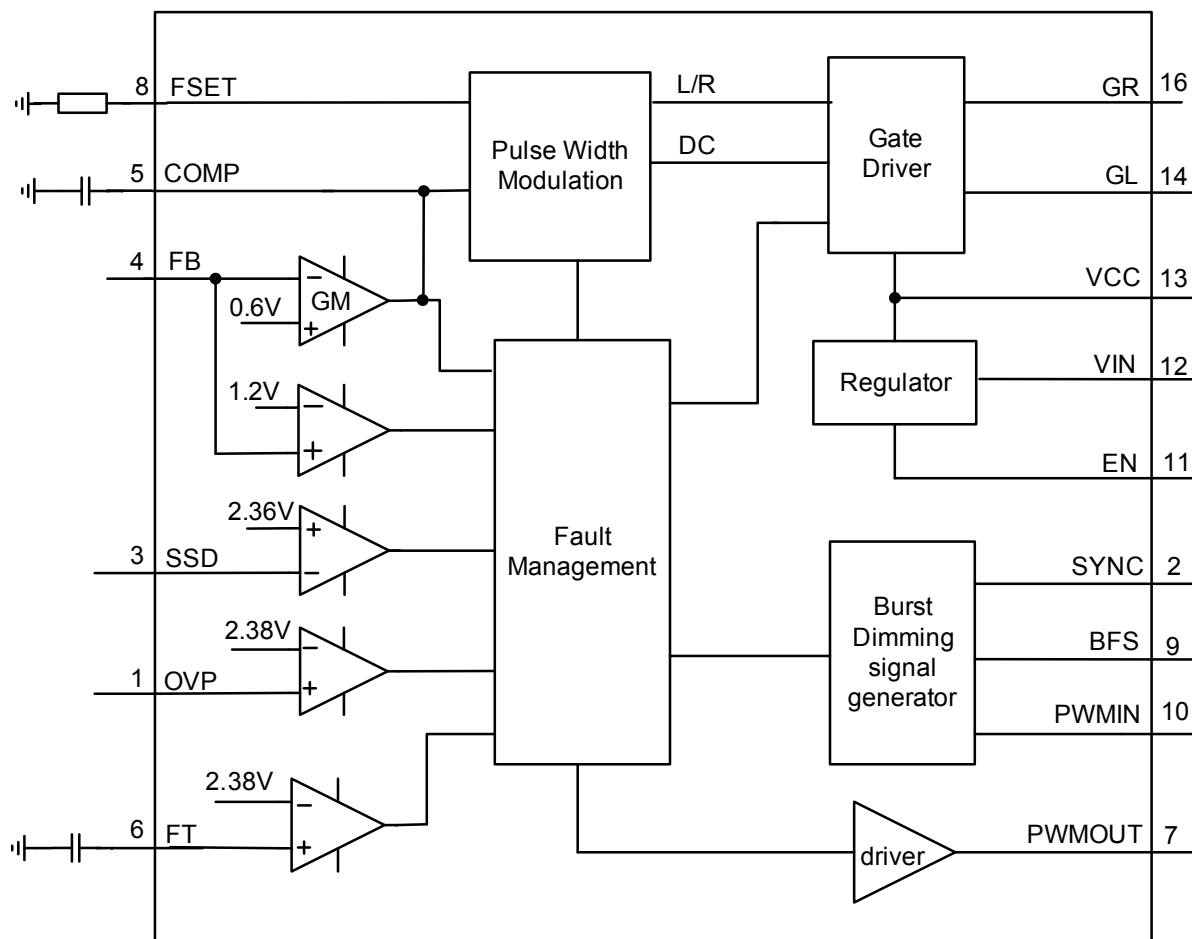 8 FSET
5 COMP
4 FB
− GM
0.6V +
1.2V −
+
2.36V +
3 SSD −
2.38V −
1 OVP +
2.38V −
6 FT +
Pulse Width
Modulation
L/R
DC
Gate
Driver
GR 16
GL 14
VCC 13
Regulator
VIN 12
EN 11
Fault
Management
Burst
Dimming
signal
generator
SYNC 2
BFS 9
PWMIN 10
driver
PWMOUT 7